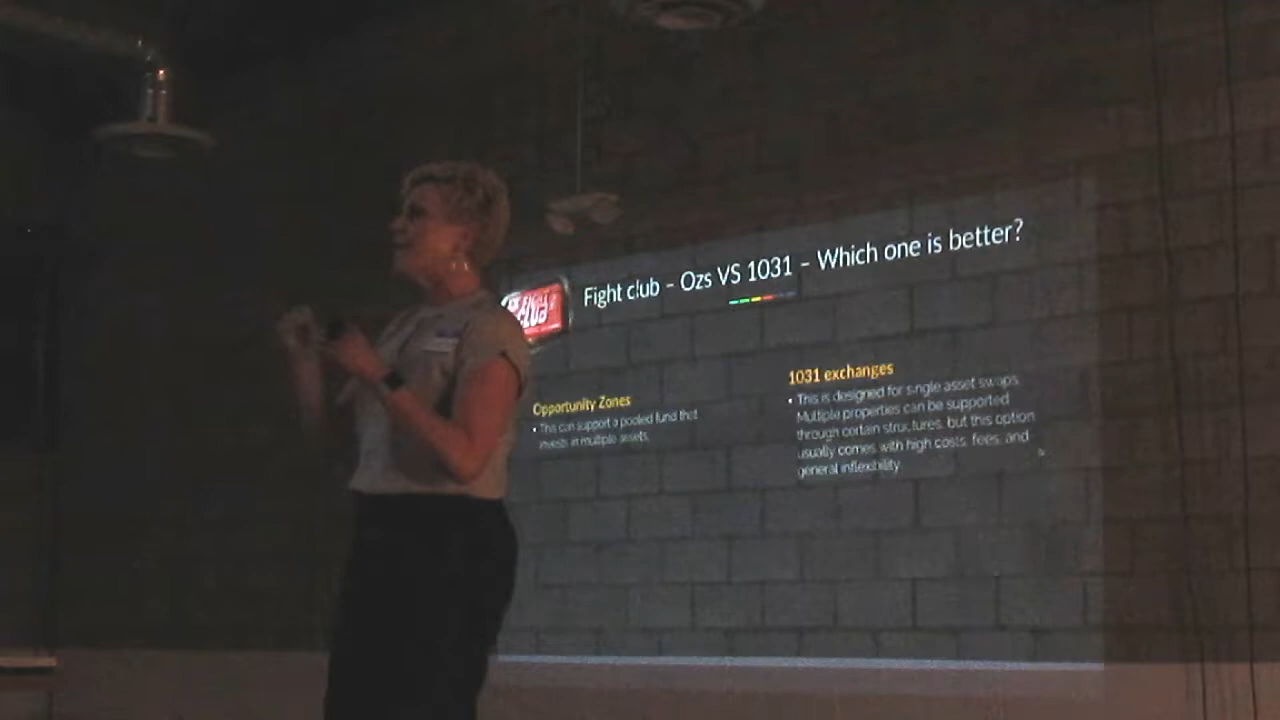 Fight club – Ozs VS 1031 – Which one is better?
CLUB
Opportunity Zones
• This can support a pooled fund that
invests in multiple assets.
1031 exchanges
• This is designed for single asset swaps.
Multiple properties can be supported
through certain structures, but this option
usually comes with high costs, fees, and
general inflexibility